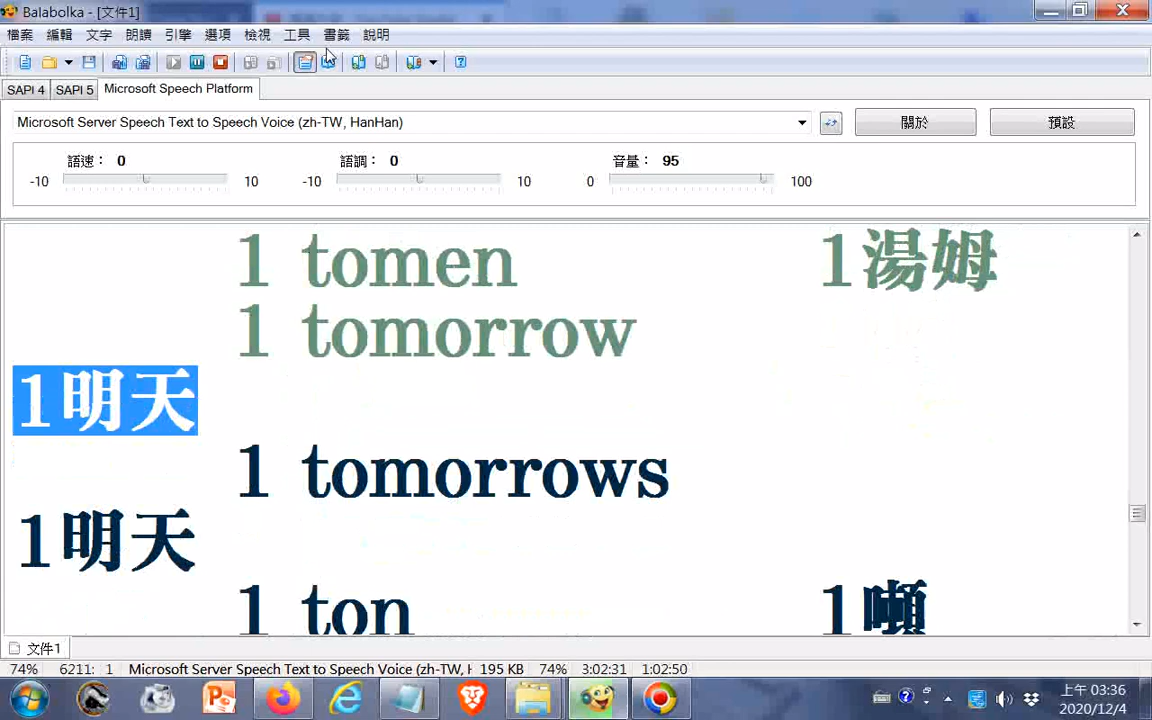 Balabolka - [文件1]
檔案 編輯 文字 朗讀 引擎 選項 檢視 工具 書籤 說明
SAPI 4 SAPI 5 Microsoft Speech Platform
Microsoft Server Speech Text to Speech Voice (zh-TW, HanHan) 關於 預設
語速： 0 語調： 0 音量： 95
-10 10 -10 10 0 100
1 tomen 1湯姆
1 tomorrow
1明天
1 tomorrows
1明天
1 ton 1噸
文件1
74% 6211: 1 Microsoft Server Speech Text to Speech Voice (zh-TW, H 195 KB 74% 3:02:31 1:02:50
上午 03:36
2020/12/4